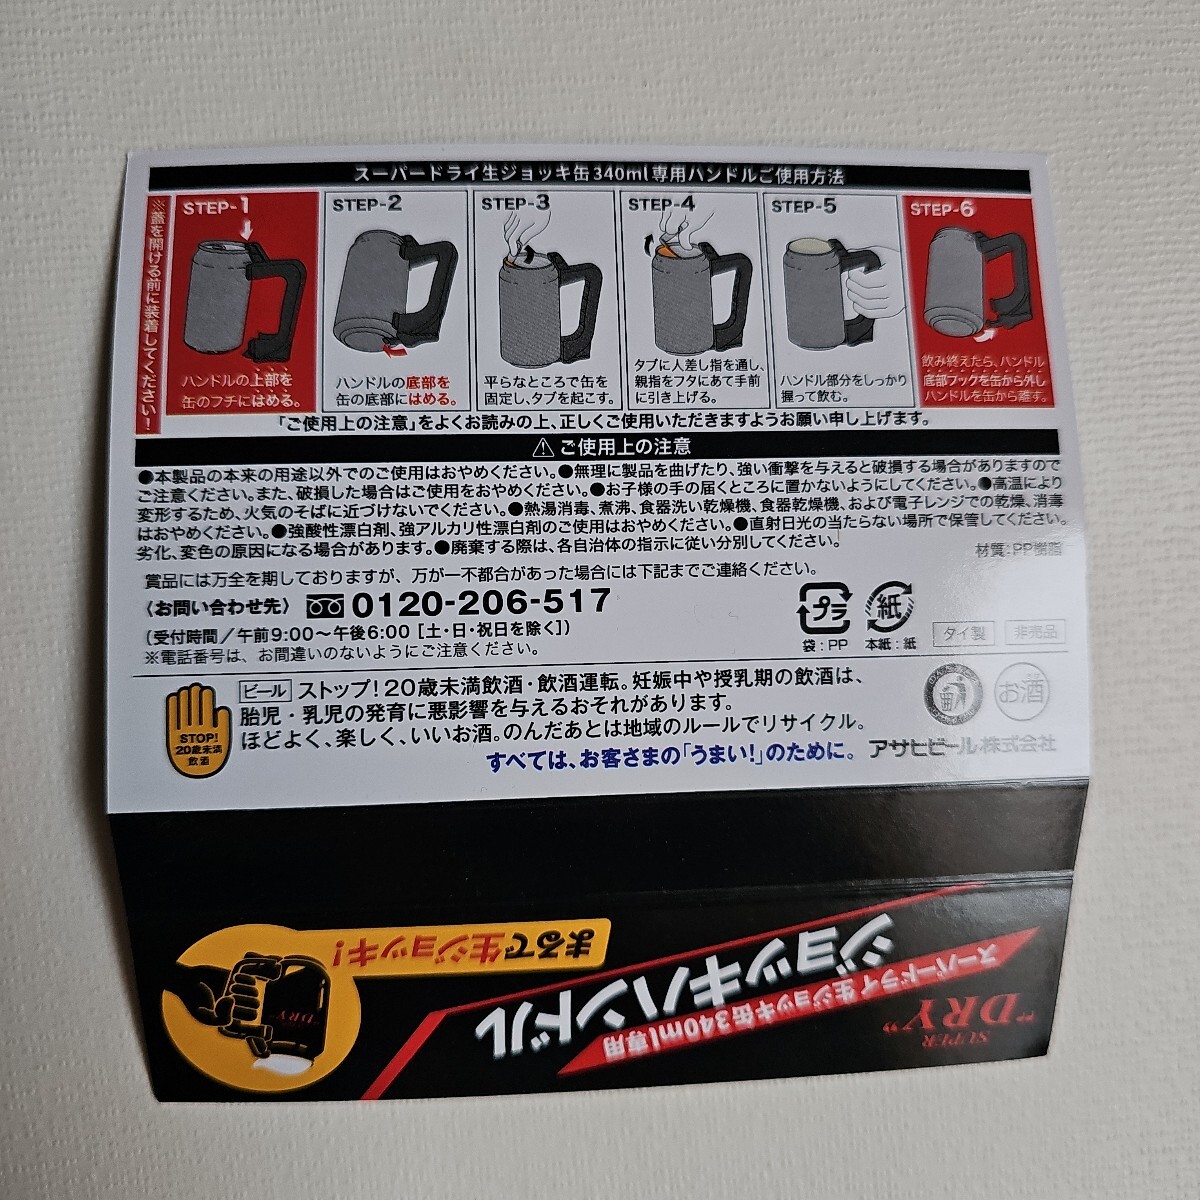 スーパードライ生ジョッキ缶340ml専用ハンドルご使用方法
※蓋を開ける前に装着してください!
STEP-1
ハンドルの上部を
缶のフチにはめる。
STEP-2
ハンドルの底部を
缶の底部にはめる。
STEP-3
平らなところで缶を
固定し、タブを起こす。
STEP-4
タブに人差し指を通し、
親指をフタにあて手前
に引き上げる。
STEP-5
ハンドル部分をしっかり
握って飲む。
STEP-6
飲み終えたら、ハンドル
底部フックを缶から外し
ハンドルを缶から離す。
「ご使用上の注意」をよくお読みの上、正しくご使用いただきますようお願い申し上げます。
⚠ご使用上の注意
●本製品の本来の用途以外でのご使用はおやめください。●無理に製品を曲げたり、強い衝撃を与えると破損する場合がありますので
ご注意ください。また、破損した場合はご使用をおやめください。●お子様の手の届くところに置かないようにしてください。●高温により
変形するため、火気のそばに近づけないでください。●熱湯消毒、煮沸、食器洗い乾燥機、食器乾燥機、および電子レンジでの乾燥、消毒
はおやめください。●強酸性漂白剤、強アルカリ性漂白剤のご使用はおやめください。●直射日光の当たらない場所で保管してください。
劣化、変色の原因になる場合があります。●廃棄する際は、各自治体の指示に従い分別してください。
材質:PP樹脂
賞品には万全を期しておりますが、万が一不都合があった場合には下記までご連絡ください。
〈お問い合わせ先〉 0120-206-517
(受付時間/午前9:00〜午後6:00 [土・日・祝日を除く])
※電話番号は、お間違いのないようにご注意ください。
プラ
袋:PP
紙
本紙:紙
タイ製
非売品
STOP!
20歳未満
飲酒
ビール ストップ!20歳未満飲酒・飲酒運転。妊娠中や授乳期の飲酒は、
胎児・乳児の発育に悪影響を与えるおそれがあります。
ほどよく、楽しく、いいお酒。のんだあとは地域のルールでリサイクル。
お酒
すべては、お客さまの「うまい!」のために。
アサヒビール株式会社
SUPER
"DRY"
スーパードライ生ジョッキ缶340ml専用
ジョッキハンドル
まるで生ジョッキ!
"DRY"